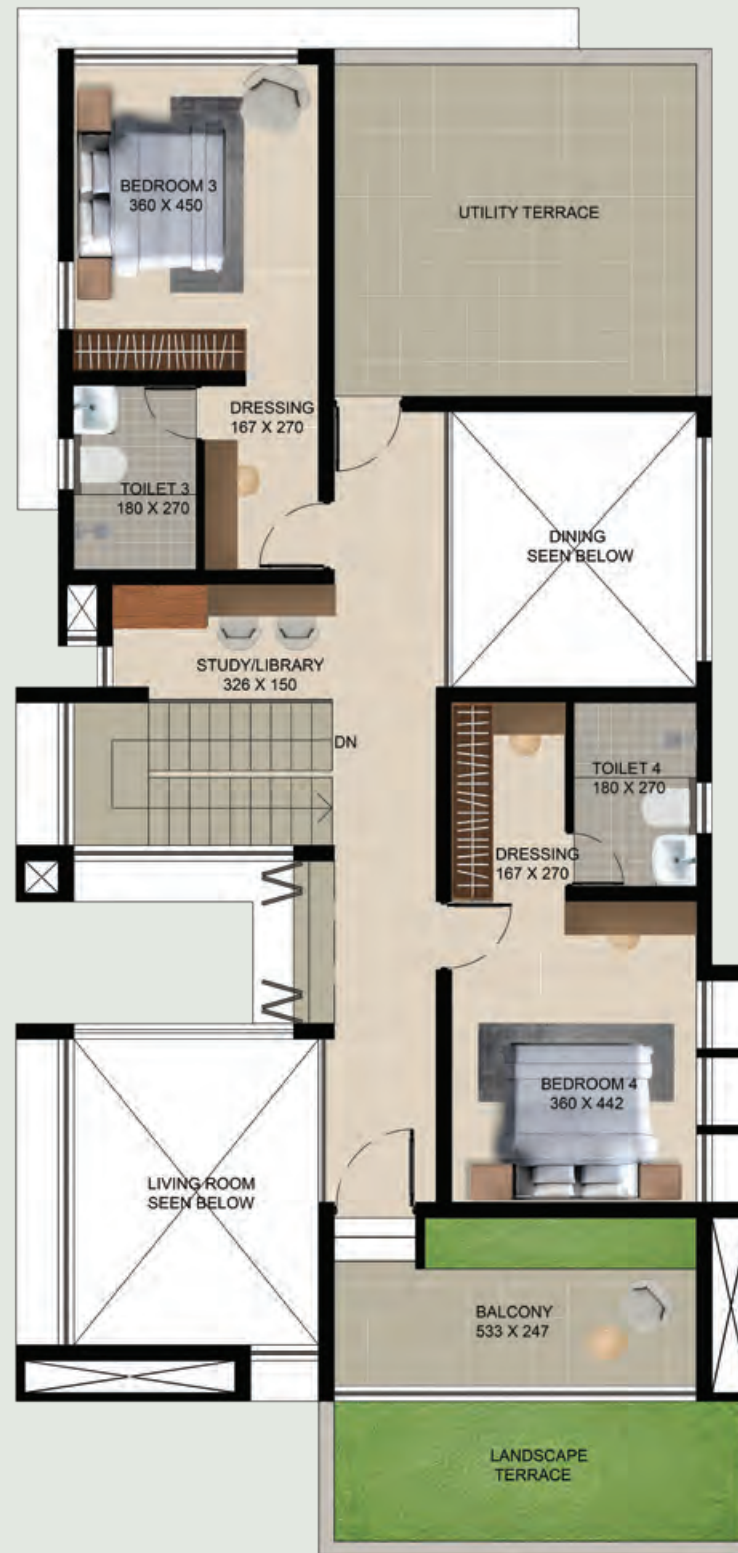 BEDROOM 3
360 X 450
UTILITY TERRACE
DRESSING
167 X 270
TOILET 3
180 X 270
DINING
SEEN BELOW
STUDY/LIBRARY
326 X 150
DN
TOILET 4
180 X 270
DRESSING
167 X 270
BEDROOM 4
360 X 442
LIVING ROOM
SEEN BELOW
BALCONY
533 X 247
LANDSCAPE
TERRACE